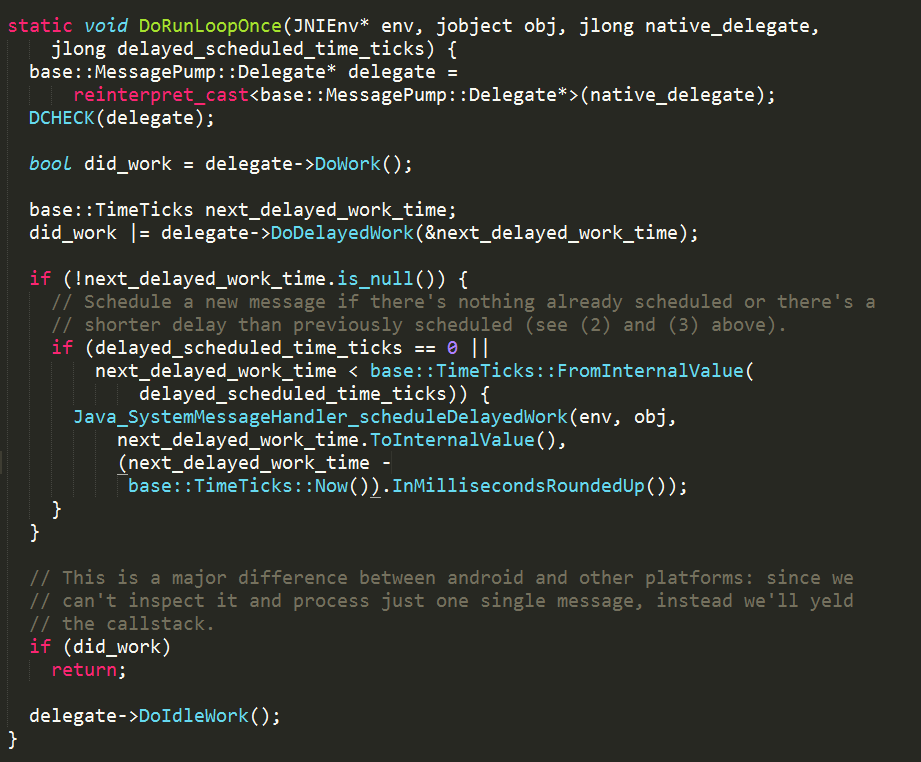 static void DoRunLoopOnce(JNIEnv* env, jobject obj, jlong native_delegate,
    jlong delayed_scheduled_time_ticks) {
  base::MessagePump::Delegate* delegate =
      reinterpret_cast<base::MessagePump::Delegate*>(native_delegate);
  DCHECK(delegate);

  bool did_work = delegate->DoWork();

  base::TimeTicks next_delayed_work_time;
  did_work |= delegate->DoDelayedWork(&next_delayed_work_time);

  if (!next_delayed_work_time.is_null()) {
    // Schedule a new message if there's nothing already scheduled or there's a
    // shorter delay than previously scheduled (see (2) and (3) above).
    if (delayed_scheduled_time_ticks == 0 ||
        next_delayed_work_time < base::TimeTicks::FromInternalValue(
            delayed_scheduled_time_ticks)) {
      Java_SystemMessageHandler_scheduleDelayedWork(env, obj,
          next_delayed_work_time.ToInternalValue(),
          (next_delayed_work_time -
           base::TimeTicks::Now()).InMillisecondsRoundedUp());
    }
  }

  // This is a major difference between android and other platforms: since we
  // can't inspect it and process just one single message, instead we'll yeld
  // the callstack.
  if (did_work)
    return;

  delegate->DoIdleWork();
}